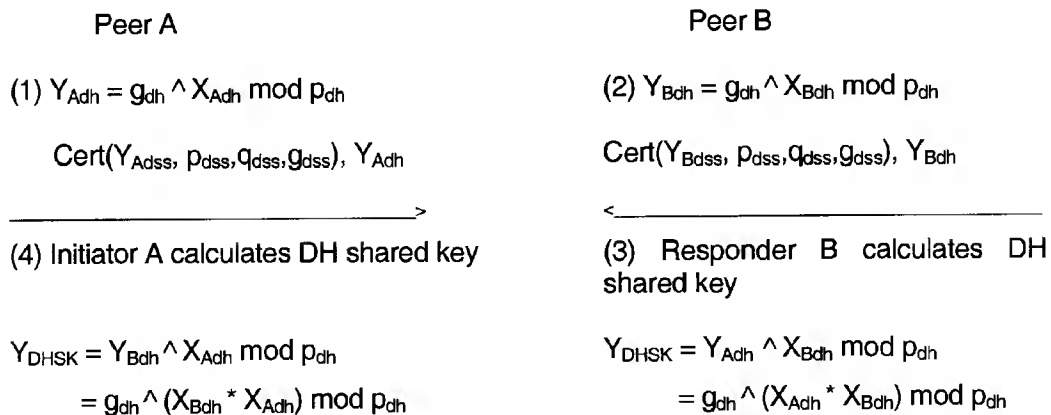 Peer A
(1) Y_Adh = g_dh ^ X_Adh mod p_dh
Cert(Y_Adss, p_dss,q_dss,g_dss), Y_Adh
(4) Initiator A calculates DH shared key
Y_DHSK = Y_Bdh ^ X_Adh mod p_dh
= g_dh ^ (X_Bdh * X_Adh) mod p_dh
Peer B
(2) Y_Bdh = g_dh ^ X_Bdh mod p_dh
Cert(Y_Bdss, p_dss,q_dss,g_dss), Y_Bdh
(3) Responder B calculates DH
shared key
Y_DHSK = Y_Adh ^ X_Bdh mod p_dh
= g_dh ^ (X_Adh * X_Bdh) mod p_dh